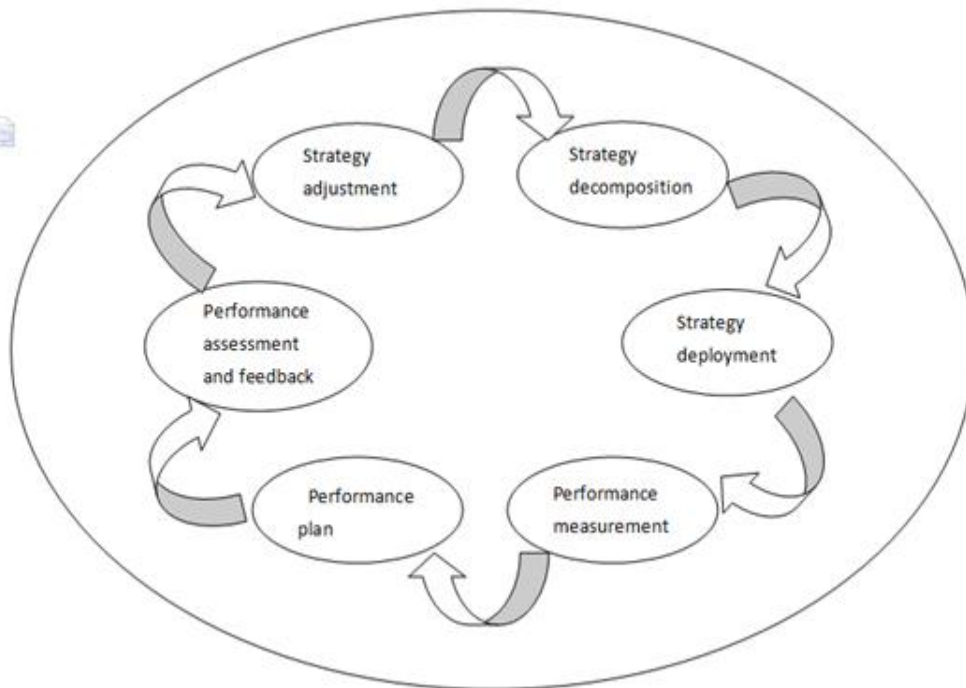 Strategy
adjustment
Strategy
decomposition
Strategy
deployment
Performance
measurement
Performance
plan
Performance
assessment
and feedback